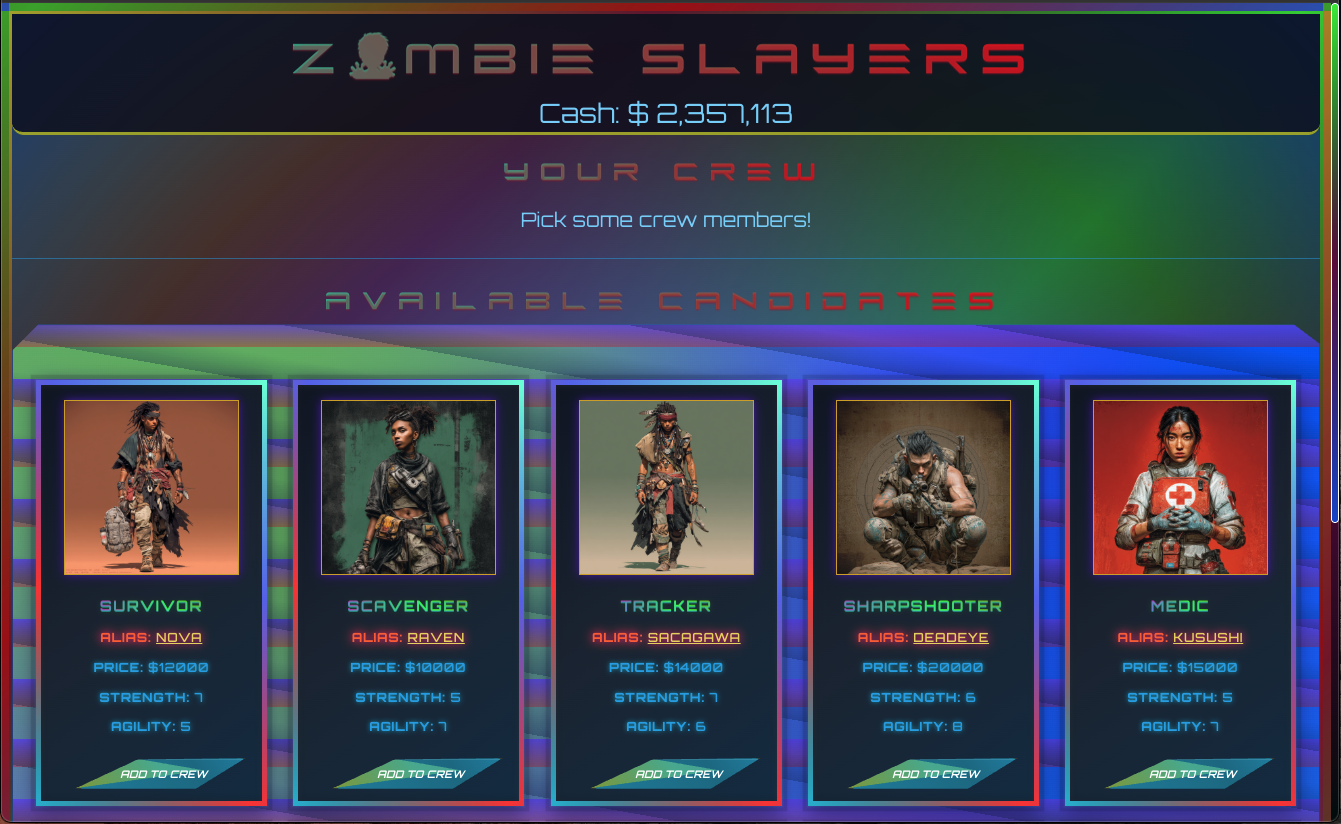 ZOMBIE SLAYERS
Cash: $ 2,357,113
YOUR CREW
Pick some crew members!
AVAILABLE CANDIDATES
SURVIVOR
ALIAS: NOVA
PRICE: $12000
STRENGTH: 7
AGILITY: 5
ADD TO CREW
SCAVENGER
ALIAS: RAVEN
PRICE: $10000
STRENGTH: 5
AGILITY: 7
ADD TO CREW
TRACKER
ALIAS: SACAGAWA
PRICE: $14000
STRENGTH: 7
AGILITY: 6
ADD TO CREW
SHARPSHOOTER
ALIAS: DEADEYE
PRICE: $20000
STRENGTH: 6
AGILITY: 8
ADD TO CREW
MEDIC
ALIAS: KUSUSHI
PRICE: $15000
STRENGTH: 5
AGILITY: 7
ADD TO CREW